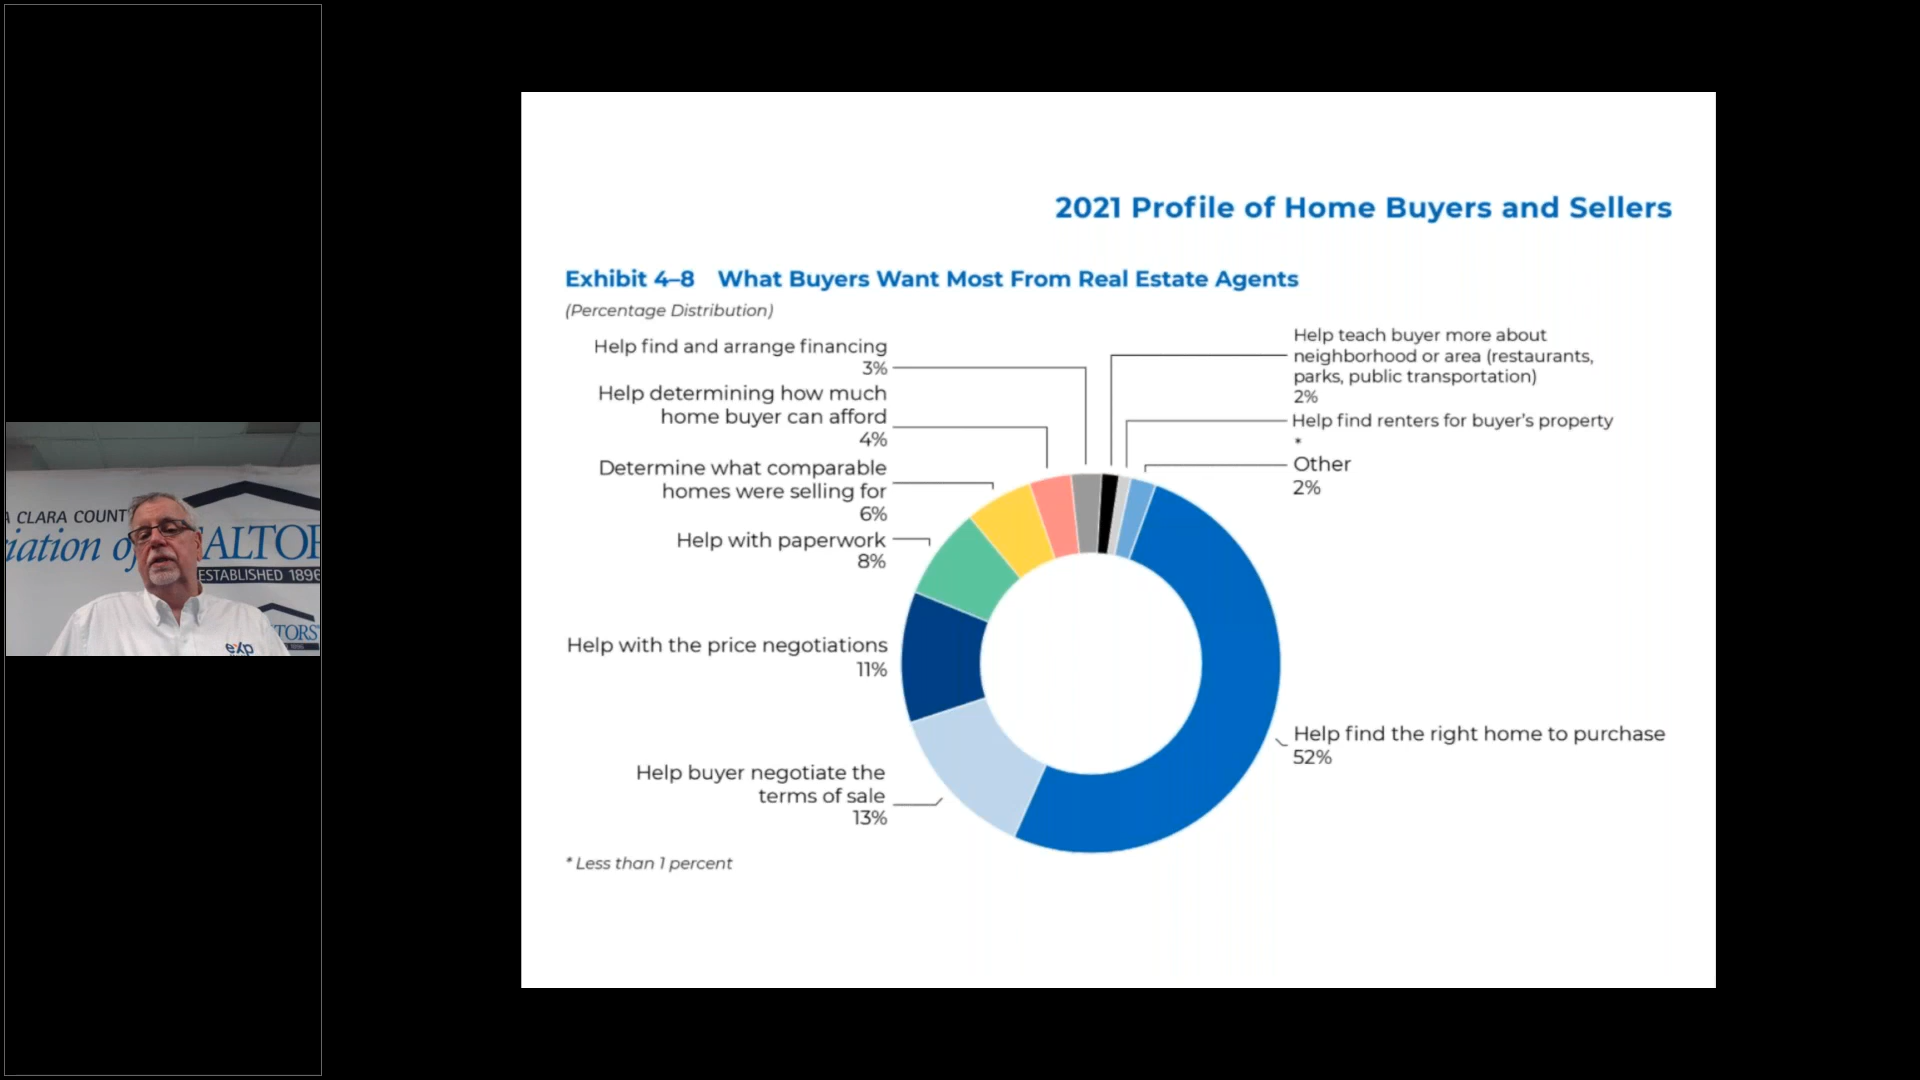 A CLARA COUNT
iation of REALTOR
ESTABLISHED 1896
TORS
exp
2021 Profile of Home Buyers and Sellers
Exhibit 4–8 What Buyers Want Most From Real Estate Agents
(Percentage Distribution)
Help find and arrange financing
3%
Help determining how much
home buyer can afford
4%
Determine what comparable
homes were selling for
6%
Help with paperwork
8%
Help with the price negotiations
11%
Help buyer negotiate the
terms of sale
13%
Help teach buyer more about
neighborhood or area (restaurants,
parks, public transportation)
2%
Help find renters for buyer’s property
*
Other
2%
Help find the right home to purchase
52%
* Less than 1 percent